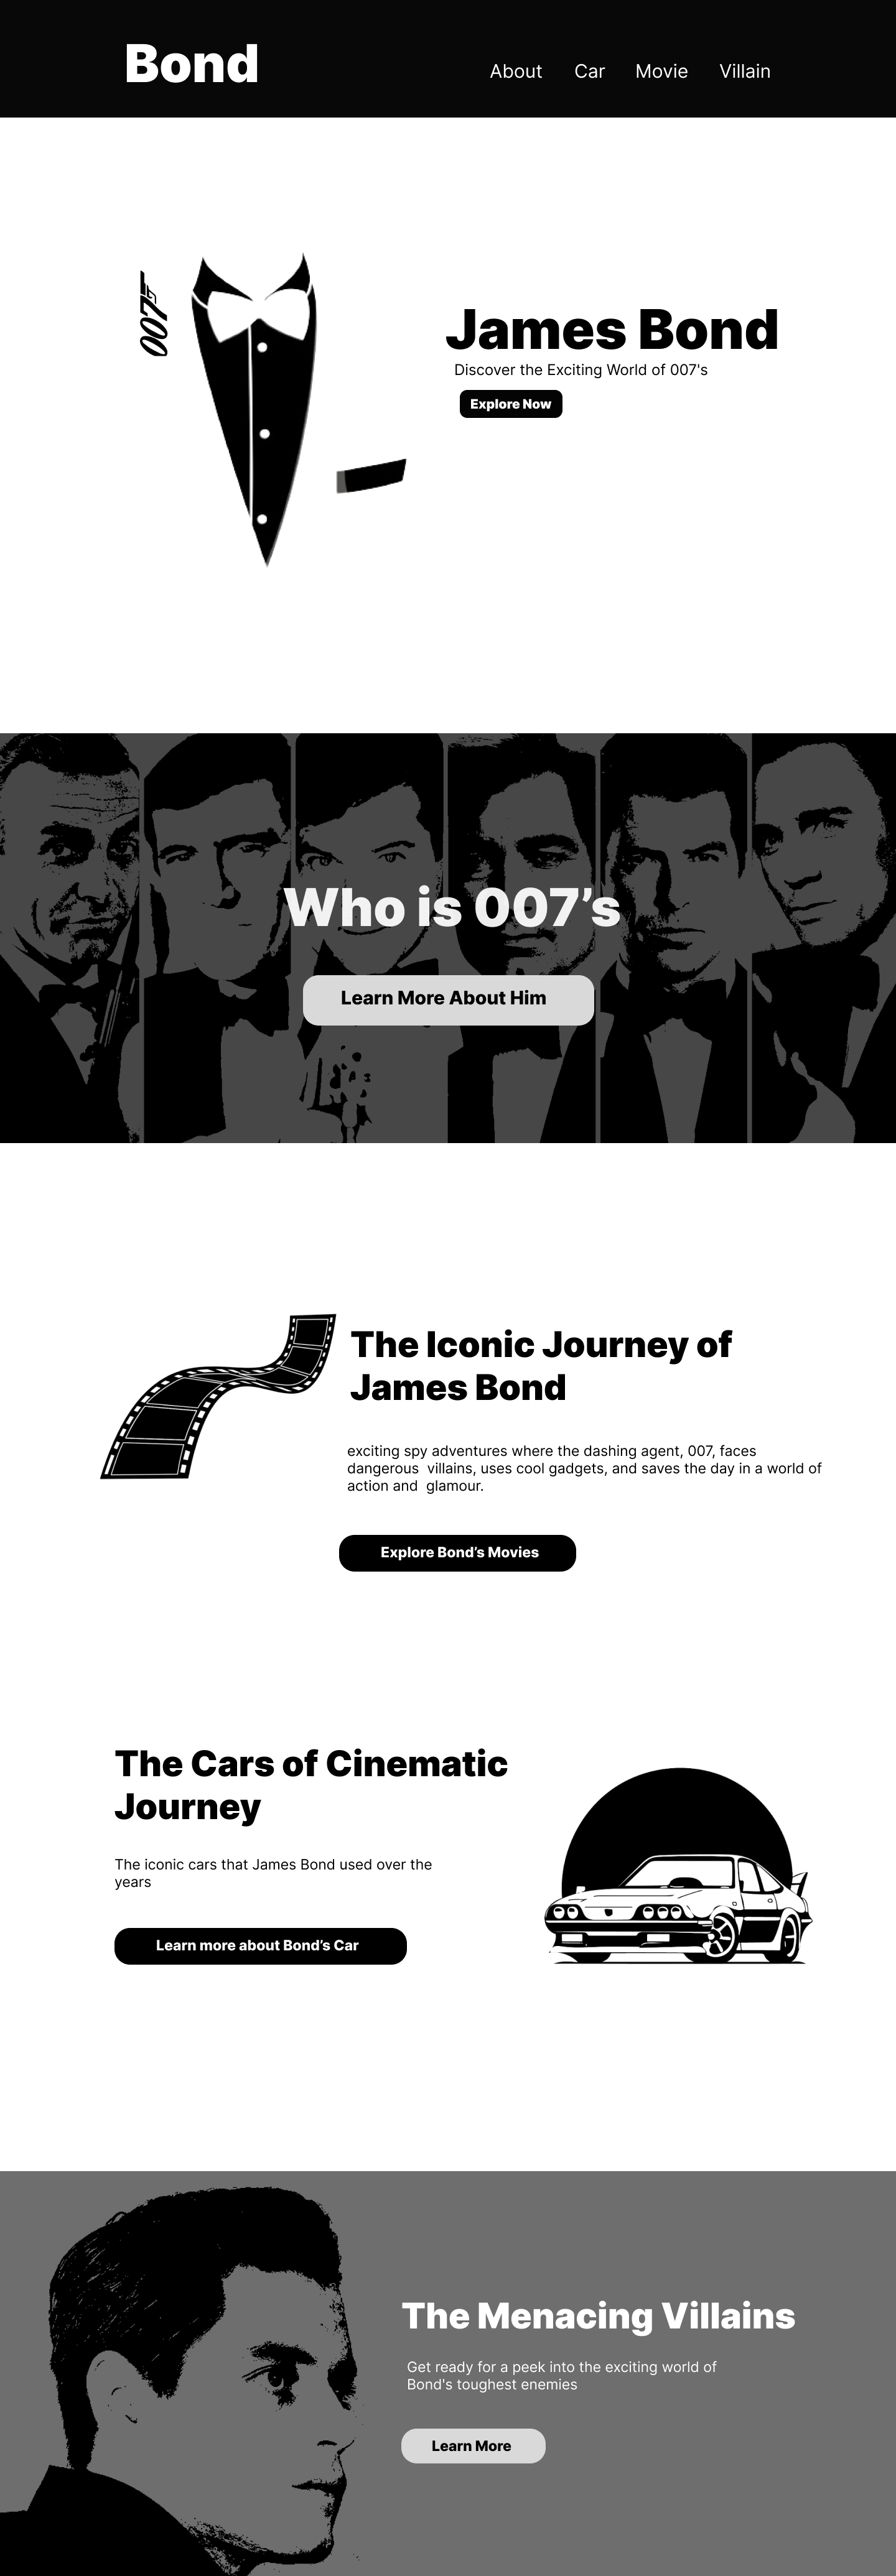 Bond
About Car Movie Villain
007
James Bond
Discover the Exciting World of 007's
Explore Now
Who is 007’s
Learn More About Him
The Iconic Journey of
James Bond
exciting spy adventures where the dashing agent, 007, faces
dangerous  villains, uses cool gadgets, and saves the day in a world of
action and  glamour.
Explore Bond’s Movies
The Cars of Cinematic
Journey
The iconic cars that James Bond used over the
years
Learn more about Bond’s Car
The Menacing Villains
Get ready for a peek into the exciting world of
Bond's toughest enemies
Learn More